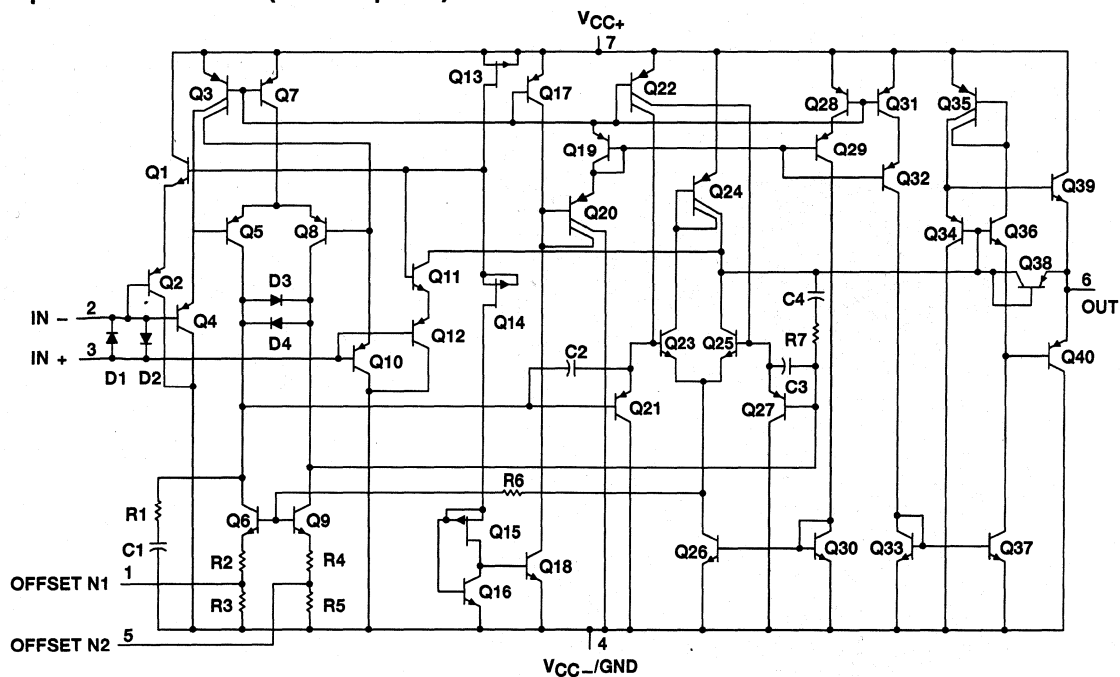 VCC+
7
Q3
Q7
Q13
Q17
Q22
Q28
Q31
Q35
Q19
Q29
Q1
Q24
Q32
Q39
Q20
Q5
Q8
Q34
Q36
Q11
Q38
6
OUT
Q2
D3
C4
IN −
2
Q4
Q14
D4
Q12
R7
IN +
3
Q10
Q23
Q25
C2
C3
Q40
D1
D2
Q21
Q27
R6
R1
Q6
Q9
Q15
C1
R2
R4
Q26
Q30
Q33
Q37
Q18
OFFSET N1
1
Q16
R3
R5
OFFSET N2
5
4
VCC−/GND